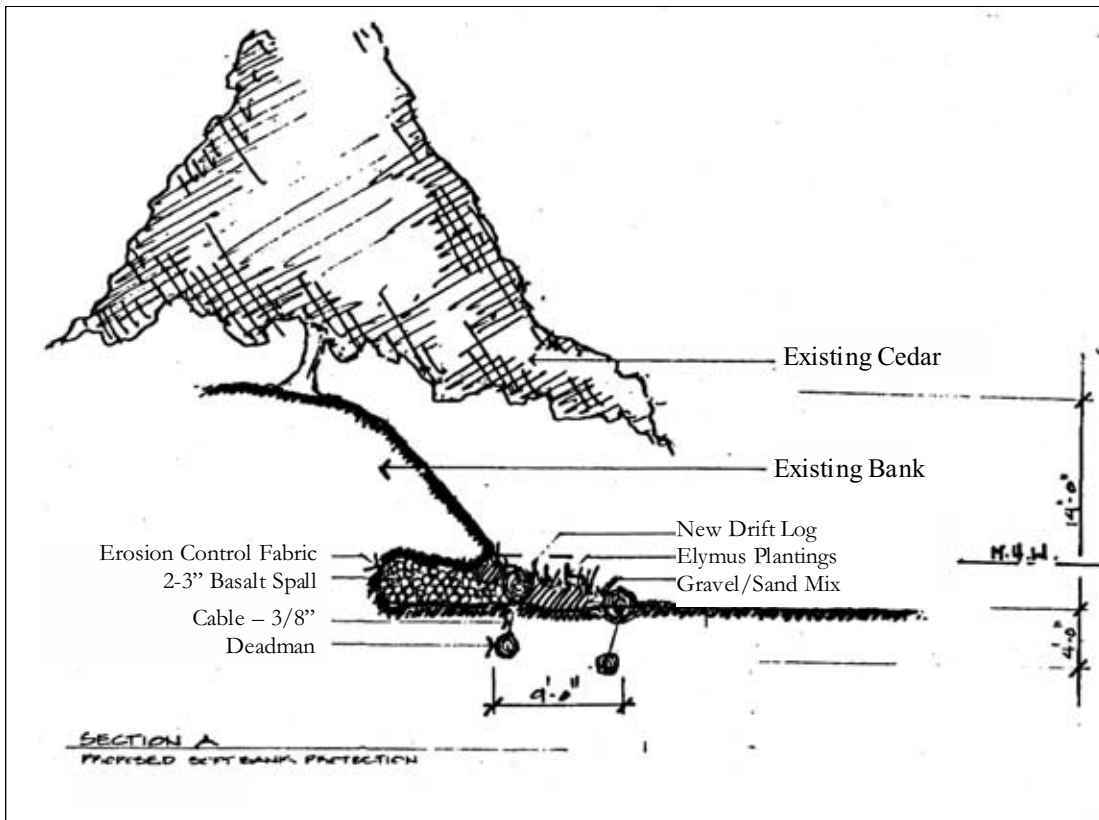 Existing Cedar
Existing Bank
14'-0"
New Drift Log
Elymus Plantings
Gravel/Sand Mix
Erosion Control Fabric
2-3” Basalt Spall
Cable – 3/8”
Deadman
4'-0"
9'-0"
SECTION A
PROPOSED SOFT BANK PROTECTION